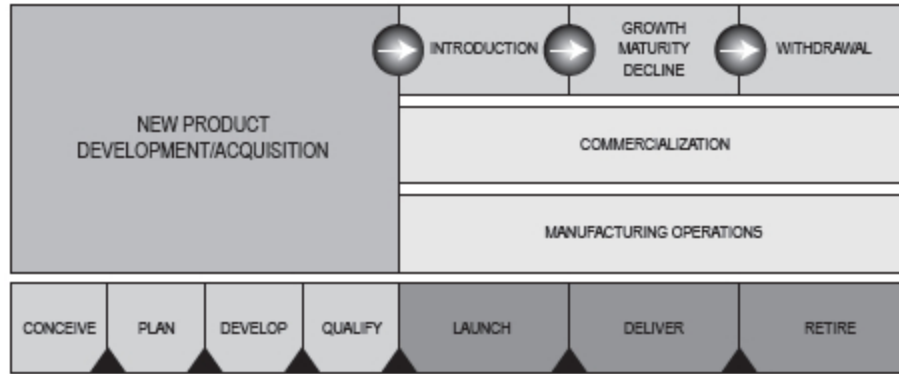 NEW PRODUCT
DEVELOPMENT/ACQUISITION
INTRODUCTION
GROWTH
MATURITY
DECLINE
WITHDRAWAL
COMMERCIALIZATION
MANUFACTURING OPERATIONS
CONCEIVE
PLAN
DEVELOP
QUALIFY
LAUNCH
DELIVER
RETIRE